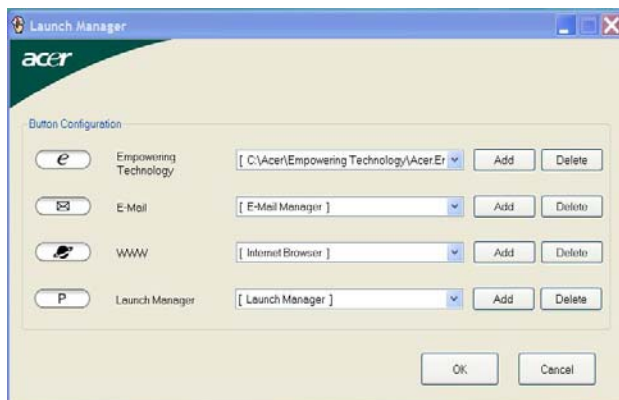 Launch Manager
acer
Button Configuration
e Empowering Technology [ C:\Acer\Empowering Technology\Acer.Er Add Delete
E-Mail [ E-Mail Manager ] Add Delete
WWW [ Internet Browser ] Add Delete
P Launch Manager [ Launch Manager ] Add Delete
OK Cancel